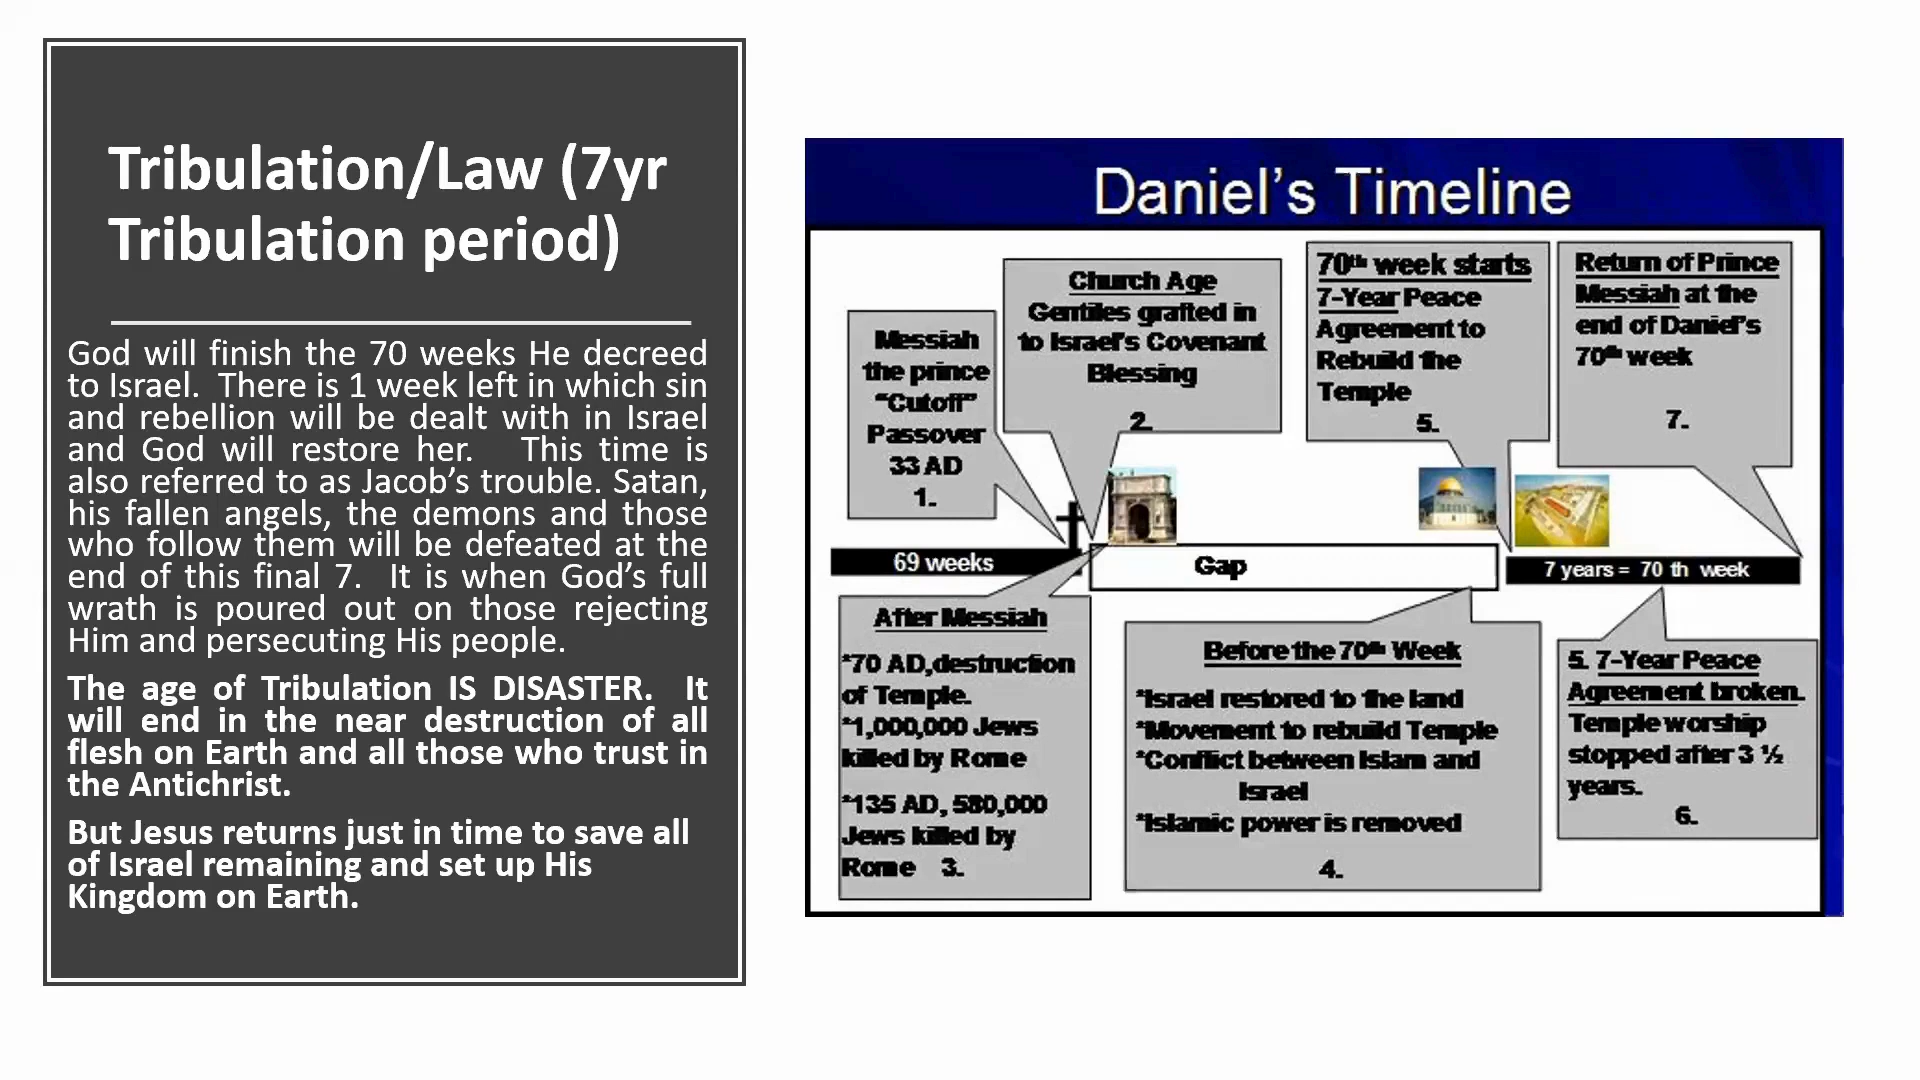 Tribulation/Law (7yr
Tribulation period)
God will finish the 70 weeks He decreed
to Israel.  There is 1 week left in which sin
and rebellion will be dealt with in Israel
and God will restore her.   This time is
also referred to as Jacob’s trouble. Satan,
his fallen angels, the demons and those
who follow them will be defeated at the
end of this final 7.  It is when God’s full
wrath is poured out on those rejecting
Him and persecuting His people.
The age of Tribulation IS DISASTER.  It
will end in the near destruction of all
flesh on Earth and all those who trust in
the Antichrist.
But Jesus returns just in time to save all
of Israel remaining and set up His
Kingdom on Earth.
Daniel’s Timeline
Messiah
the prince
“Cutoff”
Passover
33 AD
1.
Church Age
Gentiles grafted in
to Israel’s Covenant
Blessing
2.
70th week starts
7-Year Peace
Agreement to
Rebuild the
Temple
5.
Return of Prince
Messiah at the
end of Daniel’s
70th week
7.
69 weeks
Gap
7 years = 70 th week
After Messiah
*70 AD,destruction
of Temple.
*1,000,000 Jews
killed by Rome
*135 AD, 580,000
Jews killed by
Rome 3.
Before the 70th Week
*Israel restored to the land
*Movement to rebuild Temple
*Conflict between Islam and
Israel
*Islamic power is removed
4.
5. 7-Year Peace
Agreement broken.
Temple worship
stopped after 3 ½
years.
6.